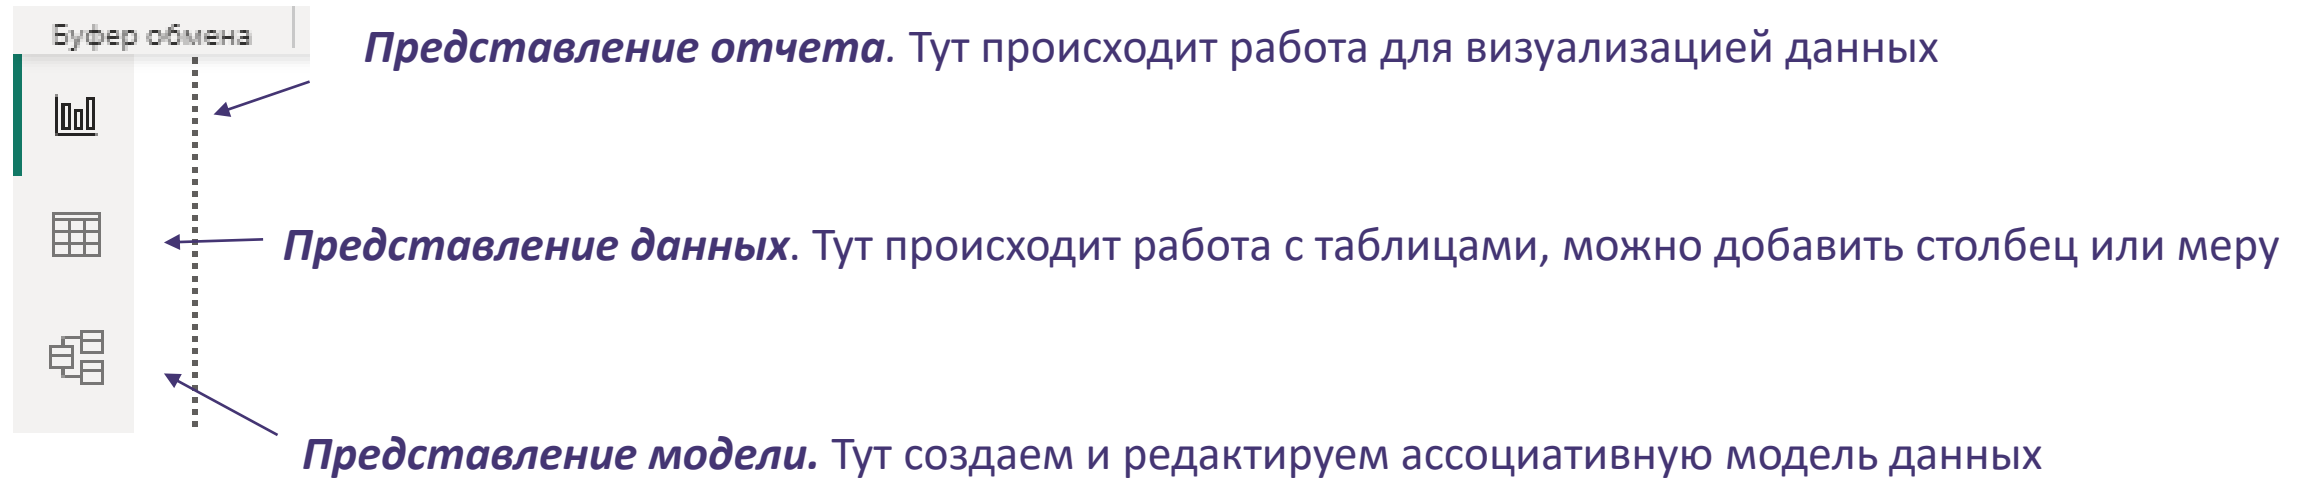 Буфер обмена
Представление отчета. Тут происходит работа для визуализацией данных
Представление данных. Тут происходит работа с таблицами, можно добавить столбец или меру
Представление модели. Тут создаем и редактируем ассоциативную модель данных